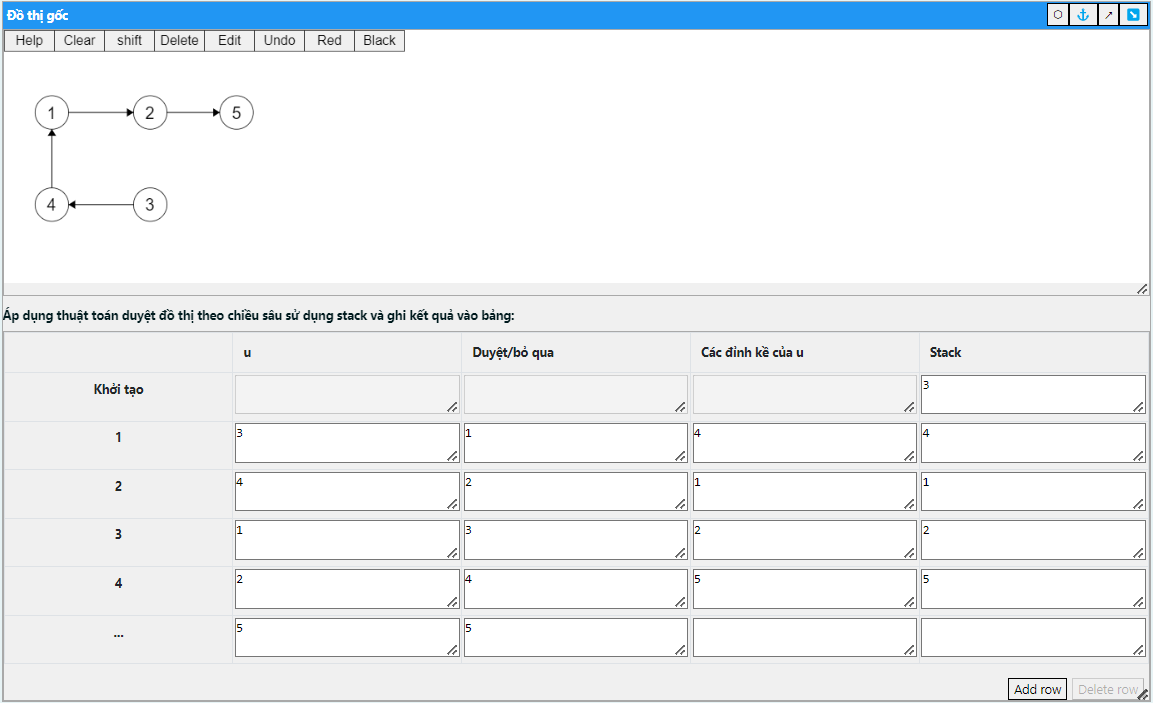 Đồ thị gốc
Help Clear shift Delete Edit Undo Red Black
1 2 5
4 3
Áp dụng thuật toán duyệt đồ thị theo chiều sâu sử dụng stack và ghi kết quả vào bảng:
u Duyệt/bỏ qua Các đỉnh kề của u Stack
Khởi tạo 3
1 3 1 4 4
2 4 2 1 1
3 1 3 2 2
4 2 4 5 5
... 5 5
Add row Delete row